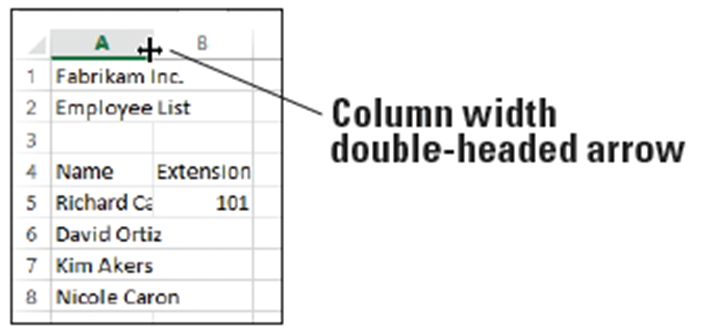 A B
1 Fabrikam Inc.
2 Employee List
3
4 Name Extension
5 Richard Ca 101
6 David Ortiz
7 Kim Akers
8 Nicole Caron
Column width
double-headed arrow